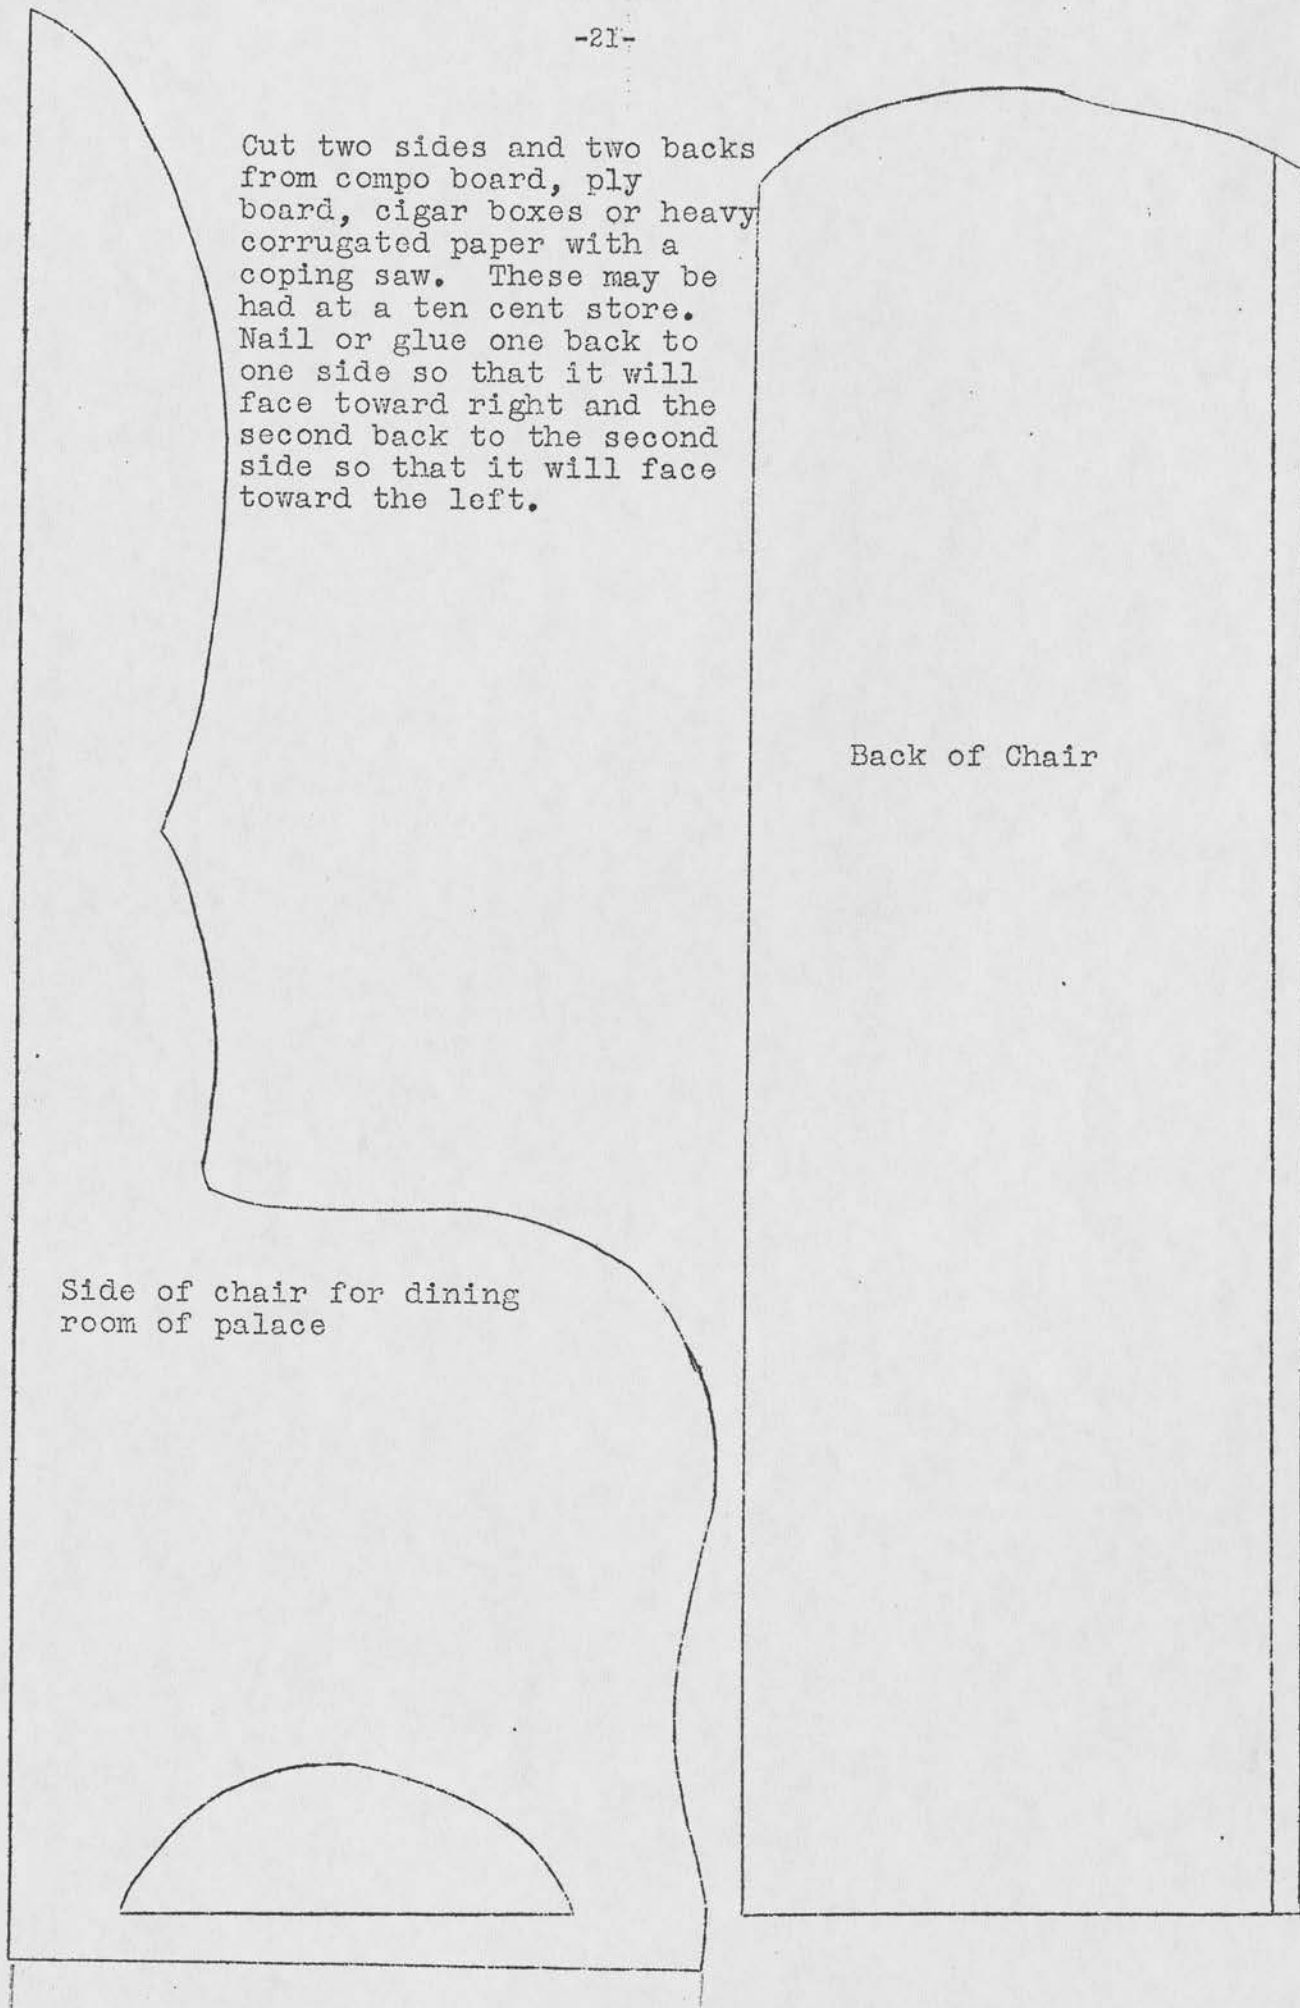 -21-
Cut two sides and two backs
from compo board, ply
board, cigar boxes or heavy
corrugated paper with a
coping saw.  These may be
had at a ten cent store.
Nail or glue one back to
one side so that it will
face toward right and the
second back to the second
side so that it will face
toward the left.
Back of Chair
Side of chair for dining
room of palace